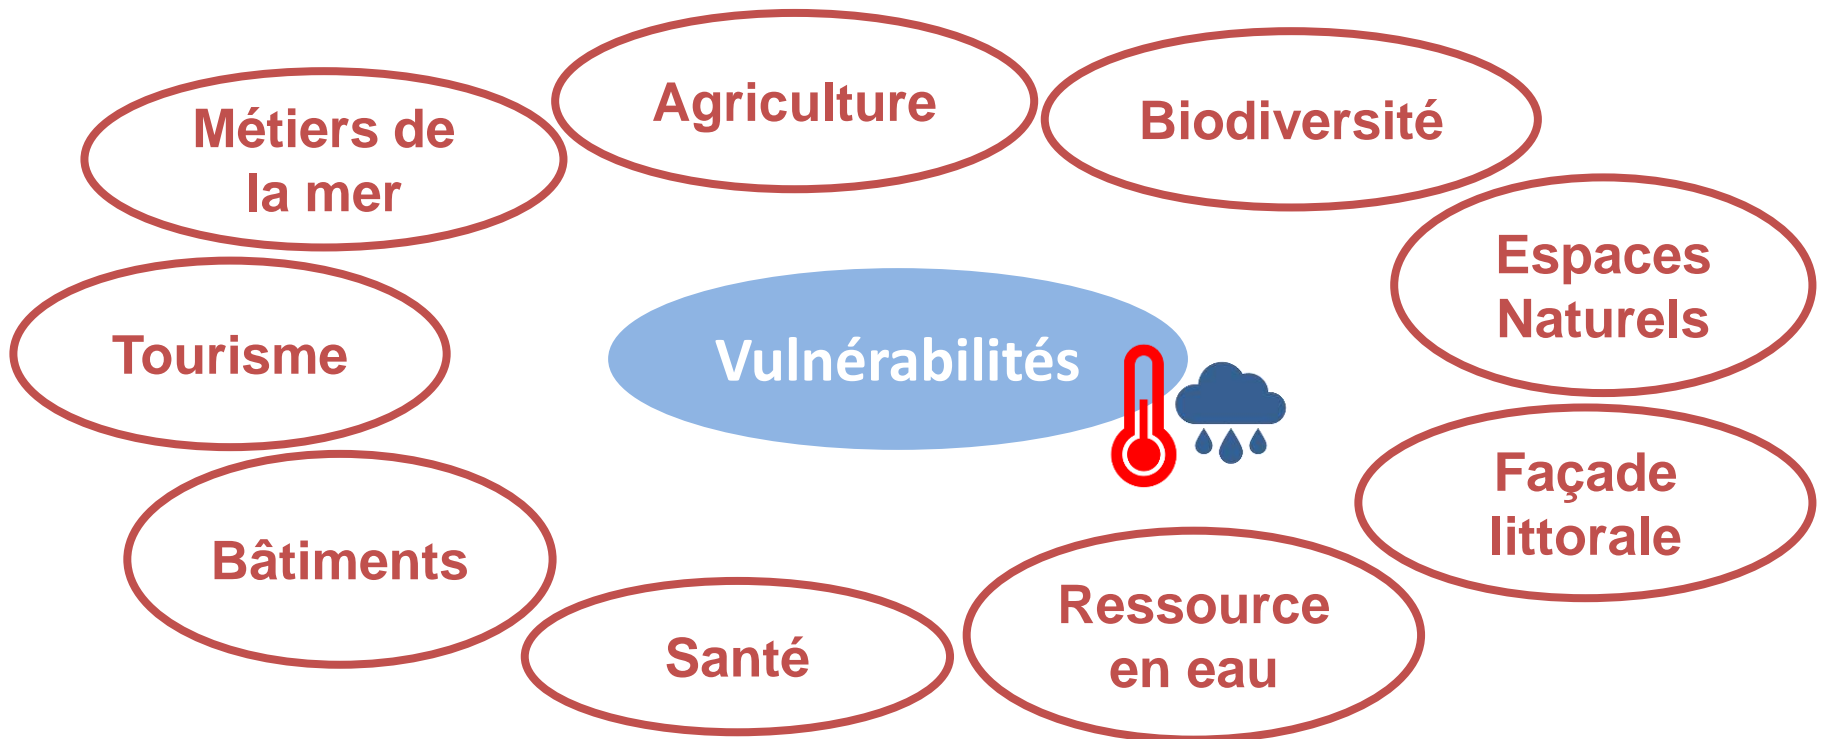 Agriculture
Biodiversité
Métiers de
la mer
Espaces
Naturels
Tourisme
Vulnérabilités
Façade
littorale
Bâtiments
Ressource
en eau
Santé